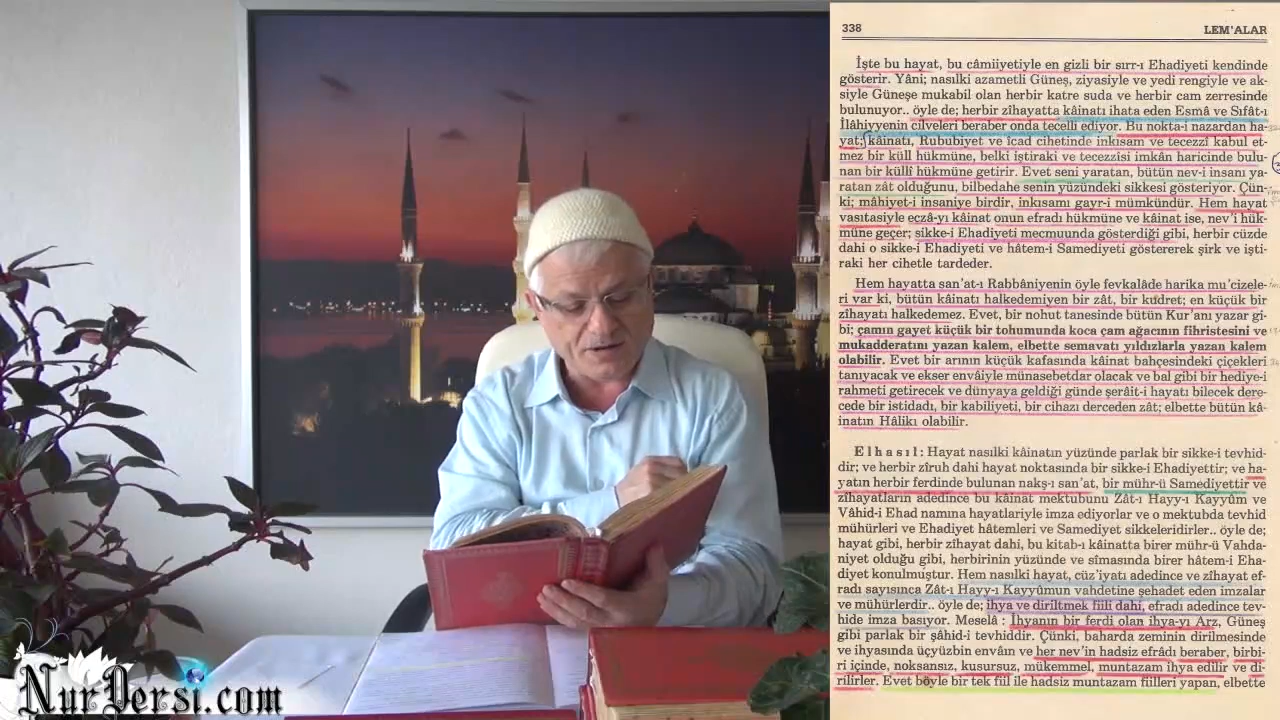 338 LEM'ALAR
İşte bu hayat, bu câmiiyetiyle en gizli bir sırr-ı Ehadiyeti kendinde
gösterir. Yâni; nasılki azametli Güneş, ziyasiyle ve yedi rengiyle ve ak-
siyle Güneşe mukabil olan herbir katre suda ve herbir cam zerresinde
bulunuyor.. öyle de; herbir zîhayatta kâinatı ihata eden Esmâ ve Sıfât-ı
İlâhiyyenin cilveleri beraber onda tecelli ediyor. Bu nokta-i nazardan ha-
yat; kâinatı, Rububiyet ve îcad cihetinde inkısam ve tecezzî kabul et-
mez bir küll hükmüne, belki iştiraki ve tecezzisi imkân haricinde bulu-
nan bir küllî hükmüne getirir. Evet seni yaratan, bütün nev-i insanı ya-
ratan zât olduğunu, bilbedahe senin yüzündeki sikkesi gösteriyor. Çün-
ki; mâhiyet-i insaniye birdir, inkısamı gayr-i mümkündür. Hem hayat
vasıtasiyle eczâ-yı kâinat onun efradı hükmüne ve kâinat ise, nev'i hük-
müne geçer; sikke-i Ehadiyeti mecmuunda gösterdiği gibi, herbir cüzde
dahi o sikke-i Ehadiyeti ve hâtem-i Samediyeti göstererek şirk ve işti-
raki her cihetle tardeder.
Hem hayatta san'at-ı Rabbâniyenin öyle fevkalâde harika mu'cizele-
ri var ki, bütün kâinatı halkedemiyen bir zât, bir kudret; en küçük bir
zîhayatı halkedemez. Evet, bir nohut tanesinde bütün Kur'anı yazar gi-
bi; çamın gayet küçük bir tohumunda koca çam ağacının fihristesini ve
mukadderatını yazan kalem, elbette semavatı yıldızlarla yazan kalem
olabilir. Evet bir arının küçük kafasında kâinat bahçesindeki çiçekleri
tanıyacak ve ekser envâiyle münasebetdar olacak ve bal gibi bir hediye-i
rahmeti getirecek ve dünyaya geldiği günde şerâit-i hayatı bilecek dere-
cede bir istidadı, bir kabiliyeti, bir cihazı derceden zât; elbette bütün kâ-
inatın Hâlikı olabilir.
Elhasıl: Hayat nasılki kâinatın yüzünde parlak bir sikke-i tevhid-
dir; ve herbir zîruh dahi hayat noktasında bir sikke-i Ehadiyettir; ve ha-
yatın herbir ferdinde bulunan nakş-ı san'at, bir mühr-ü Samediyettir ve
zîhayatların adedince bu kâinat mektubunu Zât-ı Hayy-ı Kayyûm ve
Vâhid-i Ehad namına hayatlariyle imza ediyorlar ve o mektubda tevhid
mühürleri ve Ehadiyet hâtemleri ve Samediyet sikkeleridirler.. öyle de;
hayat gibi, herbir zîhayat dahi, bu kitab-ı kâinatta birer mühr-ü Vahda-
niyet olduğu gibi, herbirinin yüzünde ve sîmasında birer hâtem-i Eha-
diyet konulmuştur. Hem nasılki hayat, cüz'iyatı adedince ve zîhayat ef-
radı sayısınca Zât-ı Hayy-ı Kayyûmun vahdetine şehadet eden imzalar
ve mühürlerdir.. öyle de; ihya ve diriltmek fiili dahi, efradı adedince tev-
hide imza basıyor. Meselâ: İhyanın bir ferdi olan ihya-yı Arz, Güneş
gibi parlak bir şâhid-i tevhiddir. Çünki, baharda zeminin dirilmesinde
ve ihyasında üçyüzbin envâın ve her nev'in hadsiz efrâdı beraber, birbi-
ri içinde, noksansız, kusursuz, mükemmel, muntazam ihya edilir ve di-
rilirler. Evet böyle bir tek fiil ile hadsiz muntazam fiilleri yapan, elbette
NurDersi.com